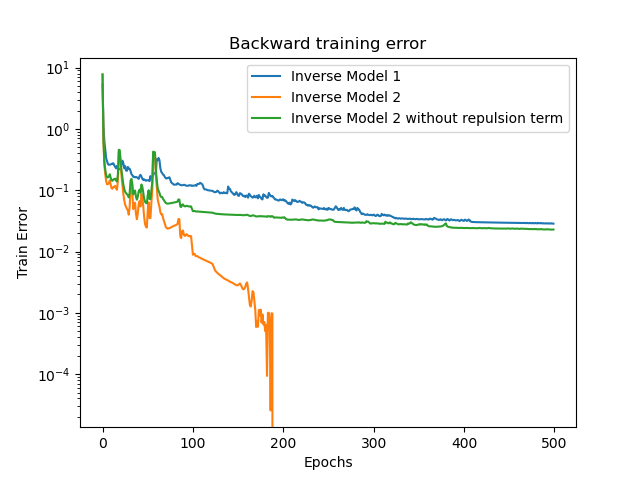 Backward training error
Inverse Model 1
Inverse Model 2
Inverse Model 2 without repulsion term
Train Error
10¹
10⁰
10⁻¹
10⁻²
10⁻³
10⁻⁴
0 100 200 300 400 500
Epochs